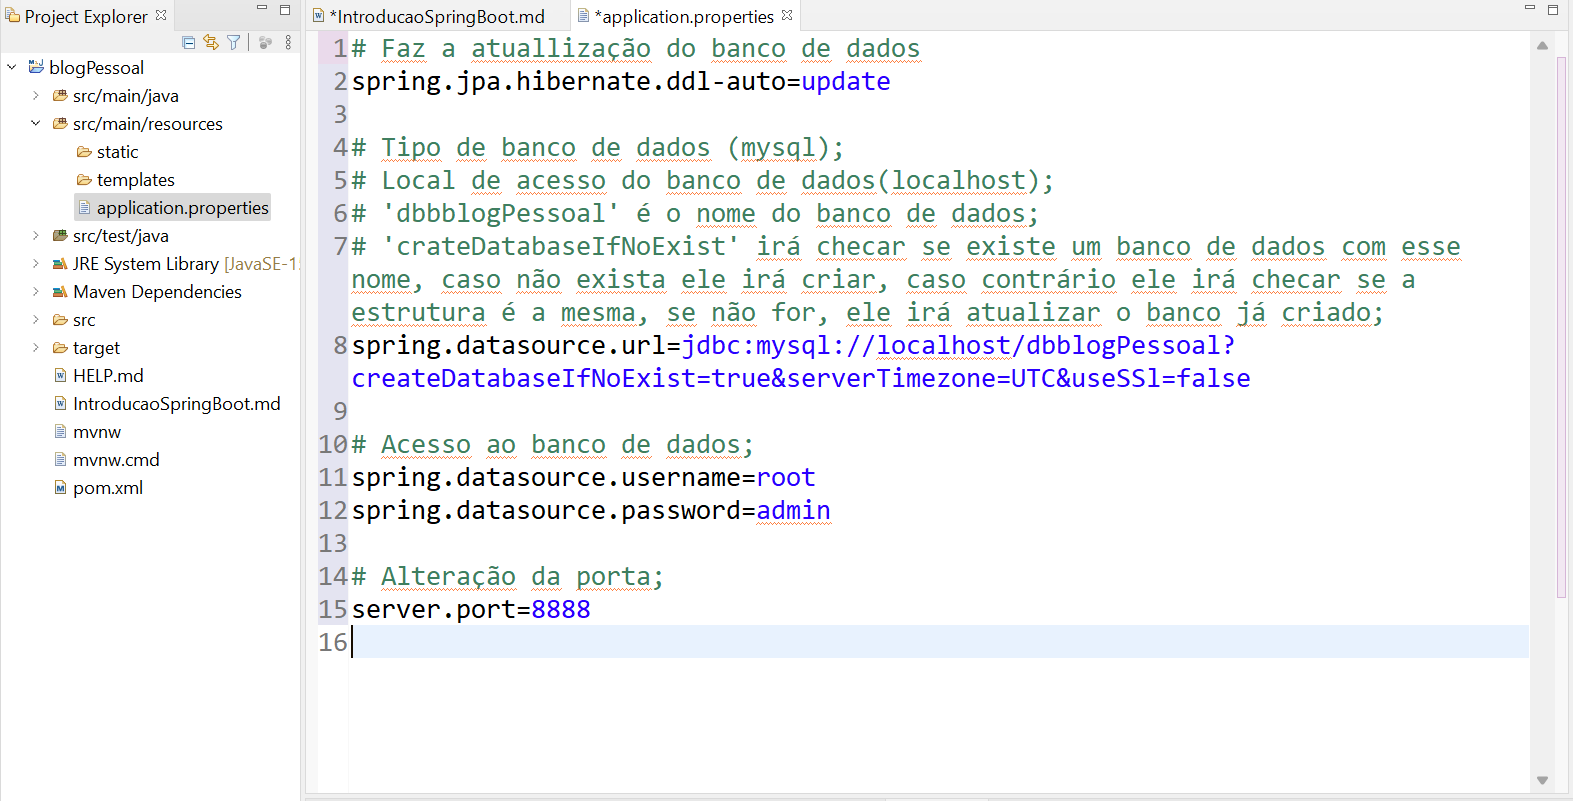 Project Explorer
*IntroducaoSpringBoot.md
*application.properties
blogPessoal
src/main/java
src/main/resources
static
templates
application.properties
src/test/java
JRE System Library [JavaSE-1
Maven Dependencies
src
target
HELP.md
IntroducaoSpringBoot.md
mvnw
mvnw.cmd
pom.xml
1 # Faz a atuallização do banco de dados
2 spring.jpa.hibernate.ddl-auto=update
3
4 # Tipo de banco de dados (mysql);
5 # Local de acesso do banco de dados(localhost);
6 # 'dbbblogPessoal' é o nome do banco de dados;
7 # 'crateDatabaseIfNoExist' irá checar se existe um banco de dados com esse
nome, caso não exista ele irá criar, caso contrário ele irá checar se a
estrutura é a mesma, se não for, ele irá atualizar o banco já criado;
8 spring.datasource.url=jdbc:mysql://localhost/dbblogPessoal?
createDatabaseIfNoExist=true&serverTimezone=UTC&useSSl=false
9
10 # Acesso ao banco de dados;
11 spring.datasource.username=root
12 spring.datasource.password=admin
13
14 # Alteração da porta;
15 server.port=8888
16